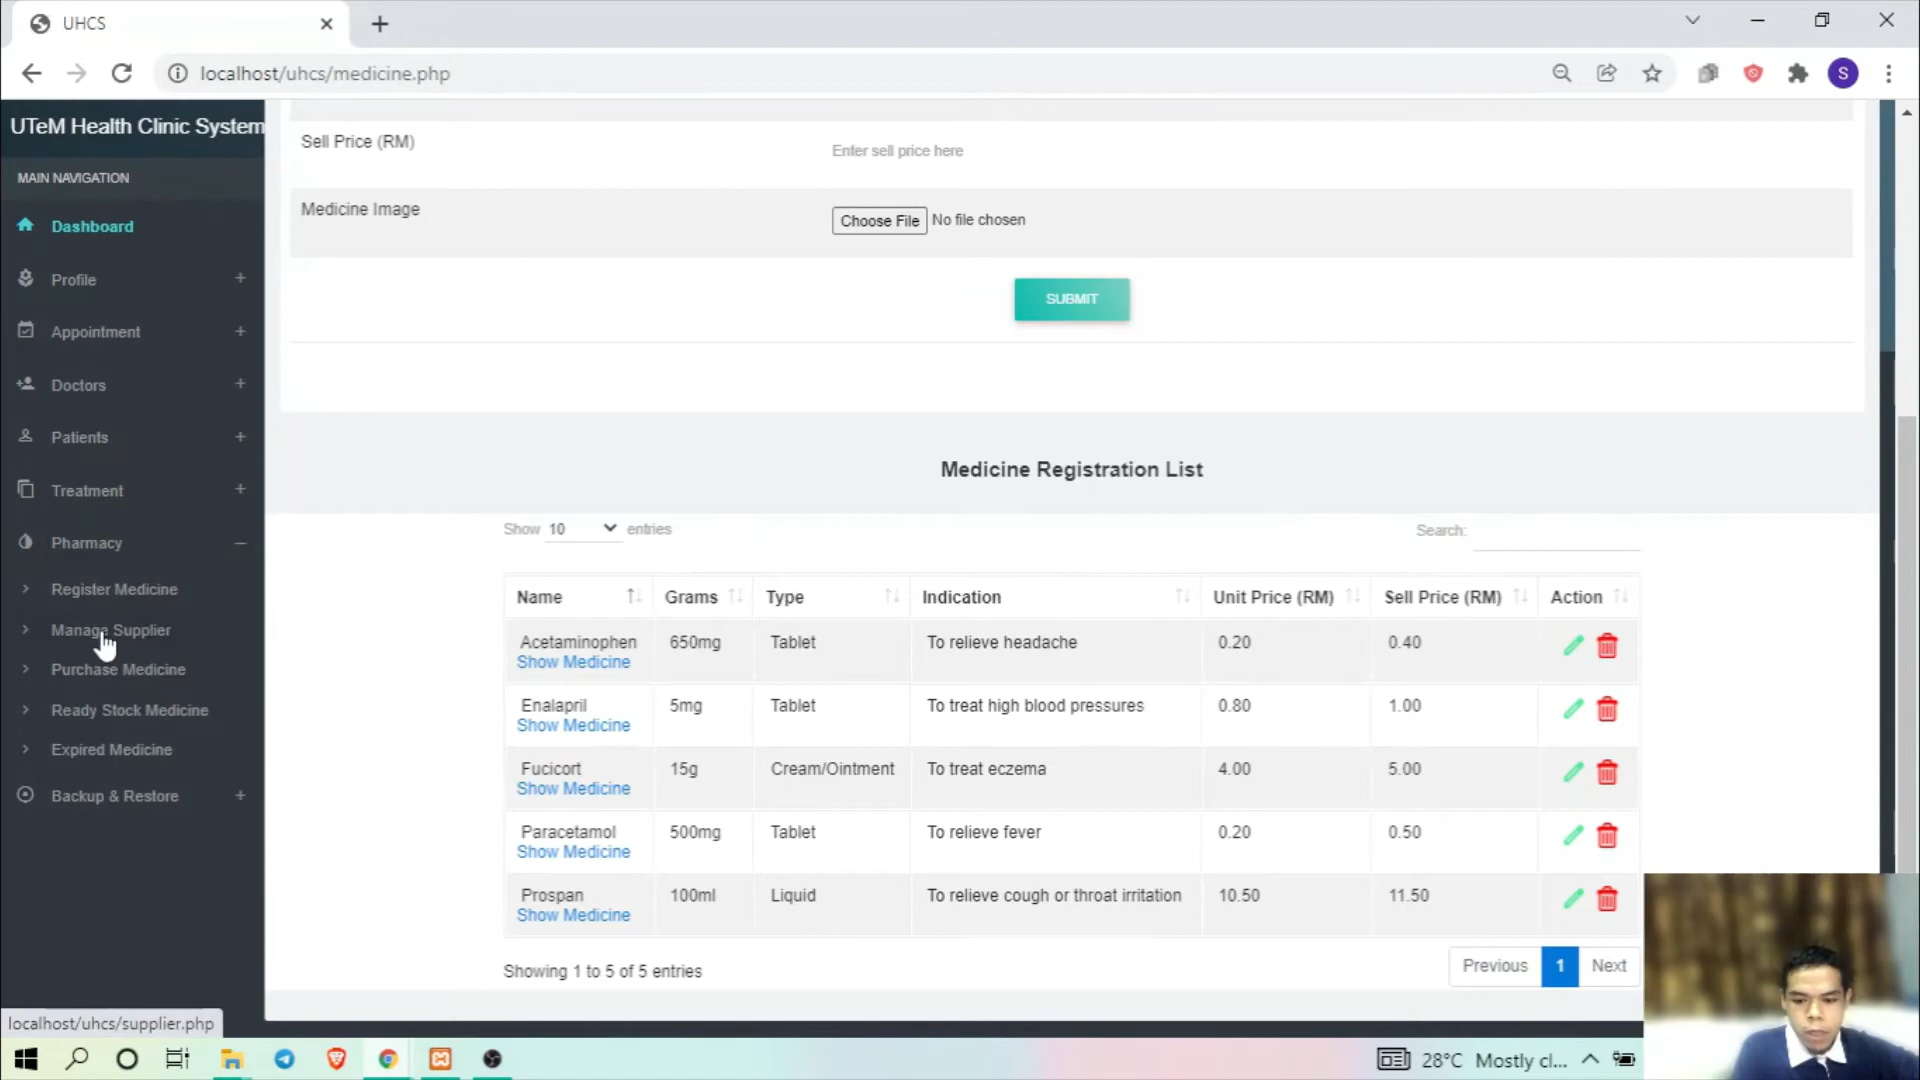 UHCS
localhost/uhcs/medicine.php
S
UTeM Health Clinic System
MAIN NAVIGATION
Dashboard
Profile
Appointment
Doctors
Patients
Treatment
Pharmacy
Register Medicine
Manage Supplier
Purchase Medicine
Ready Stock Medicine
Expired Medicine
Backup & Restore
localhost/uhcs/supplier.php
Sell Price (RM)
Enter sell price here
Medicine Image
Choose File No file chosen
SUBMIT
Medicine Registration List
Show 10 entries
Search:
Name Grams Type Indication Unit Price (RM) Sell Price (RM) Action
Acetaminophen 650mg Tablet To relieve headache 0.20 0.40
Show Medicine
Enalapril 5mg Tablet To treat high blood pressures 0.80 1.00
Show Medicine
Fucicort 15g Cream/Ointment To treat eczema 4.00 5.00
Show Medicine
Paracetamol 500mg Tablet To relieve fever 0.20 0.50
Show Medicine
Prospan 100ml Liquid To relieve cough or throat irritation 10.50 11.50
Show Medicine
Showing 1 to 5 of 5 entries
Previous 1 Next
28°C Mostly cl...